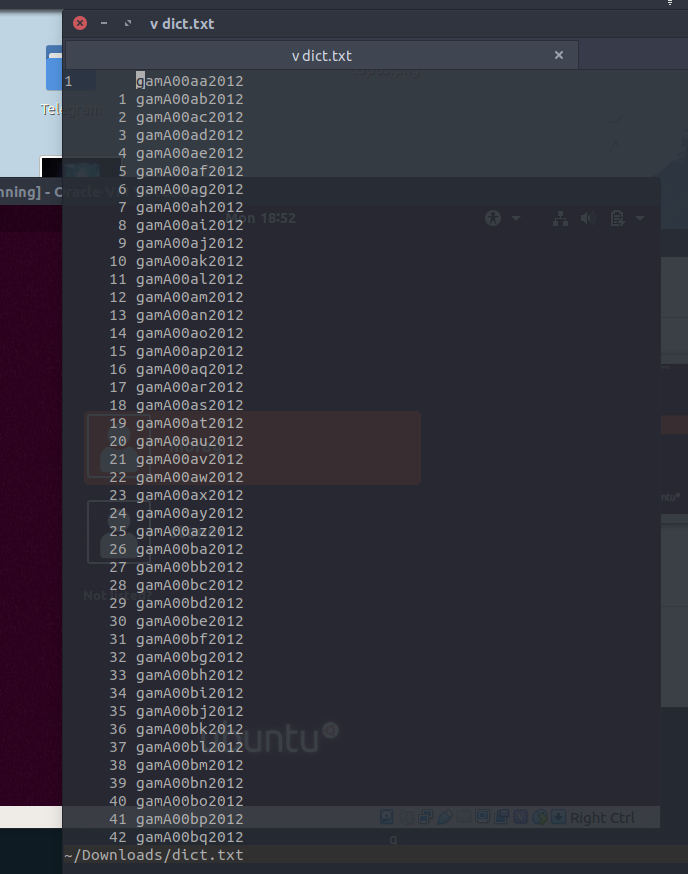 v dict.txt
v dict.txt
Telegram
nning] - Oracle
Mon 18:52
1 gamA00aa2012
1 gamA00ab2012
2 gamA00ac2012
3 gamA00ad2012
4 gamA00ae2012
5 gamA00af2012
6 gamA00ag2012
7 gamA00ah2012
8 gamA00ai2012
9 gamA00aj2012
10 gamA00ak2012
11 gamA00al2012
12 gamA00am2012
13 gamA00an2012
14 gamA00ao2012
15 gamA00ap2012
16 gamA00aq2012
17 gamA00ar2012
18 gamA00as2012
19 gamA00at2012
20 gamA00au2012
21 gamA00av2012
22 gamA00aw2012
23 gamA00ax2012
24 gamA00ay2012
25 gamA00az2012
26 gamA00ba2012
27 gamA00bb2012
28 gamA00bc2012
29 gamA00bd2012
30 gamA00be2012
31 gamA00bf2012
32 gamA00bg2012
33 gamA00bh2012
34 gamA00bi2012
35 gamA00bj2012
36 gamA00bk2012
37 gamA00bl2012
38 gamA00bm2012
39 gamA00bn2012
40 gamA00bo2012
41 gamA00bp2012
42 gamA00bq2012
ubuntu
Right Ctrl
~/Downloads/dict.txt